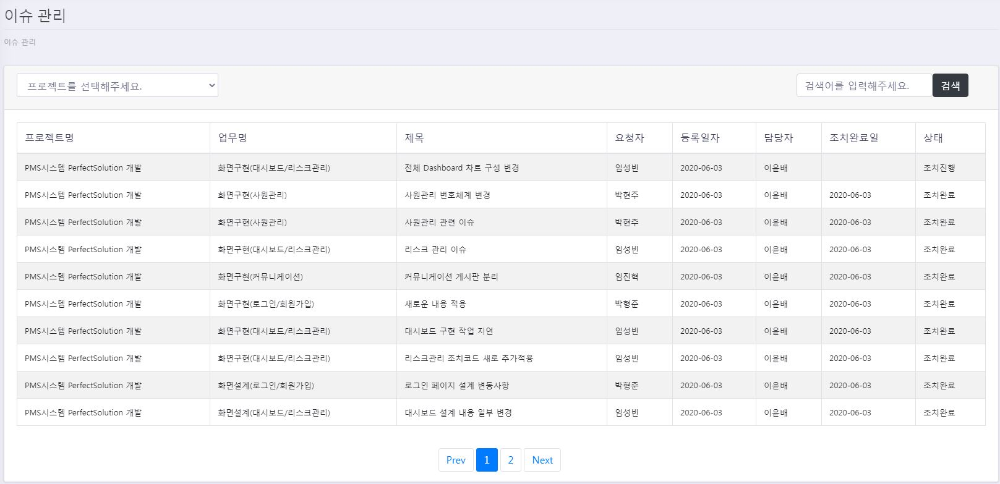 이슈 관리
이슈 관리
프로젝트를 선택해주세요. 검색어를 입력해주세요. 검색
프로젝트명 업무명 제목 요청자 등록일자 담당자 조치완료일 상태
PMS시스템 PerfectSolution 개발 화면구현(대시보드/리스크관리) 전체 Dashboard 차트 구성 변경 임성빈 2020-06-03 이윤배 조치진행
PMS시스템 PerfectSolution 개발 화면구현(사원관리) 사원관리 번호체계 변경 박현주 2020-06-03 이윤배 2020-06-03 조치완료
PMS시스템 PerfectSolution 개발 화면구현(사원관리) 사원관리 관련 이슈 박현주 2020-06-03 이윤배 2020-06-03 조치완료
PMS시스템 PerfectSolution 개발 화면구현(대시보드/리스크관리) 리스크 관리 이슈 임성빈 2020-06-03 이윤배 2020-06-03 조치완료
PMS시스템 PerfectSolution 개발 화면구현(커뮤니케이션) 커뮤니케이션 게시판 분리 임진혁 2020-06-03 이윤배 2020-06-03 조치완료
PMS시스템 PerfectSolution 개발 화면구현(로그인/회원가입) 새로운 내용 적용 박형준 2020-06-03 이윤배 2020-06-03 조치완료
PMS시스템 PerfectSolution 개발 화면구현(대시보드/리스크관리) 대시보드 구현 작업 지연 임성빈 2020-06-03 이윤배 2020-06-03 조치완료
PMS시스템 PerfectSolution 개발 화면구현(대시보드/리스크관리) 리스크관리 조치코드 새로 추가적용 임성빈 2020-06-03 이윤배 2020-06-03 조치완료
PMS시스템 PerfectSolution 개발 화면설계(로그인/회원가입) 로그인 페이지 설계 변동사항 박형준 2020-06-03 이윤배 2020-06-03 조치완료
PMS시스템 PerfectSolution 개발 화면설계(대시보드/리스크관리) 대시보드 설계 내용 일부 변경 임성빈 2020-06-03 이윤배 2020-06-03 조치완료
Prev 1 2 Next